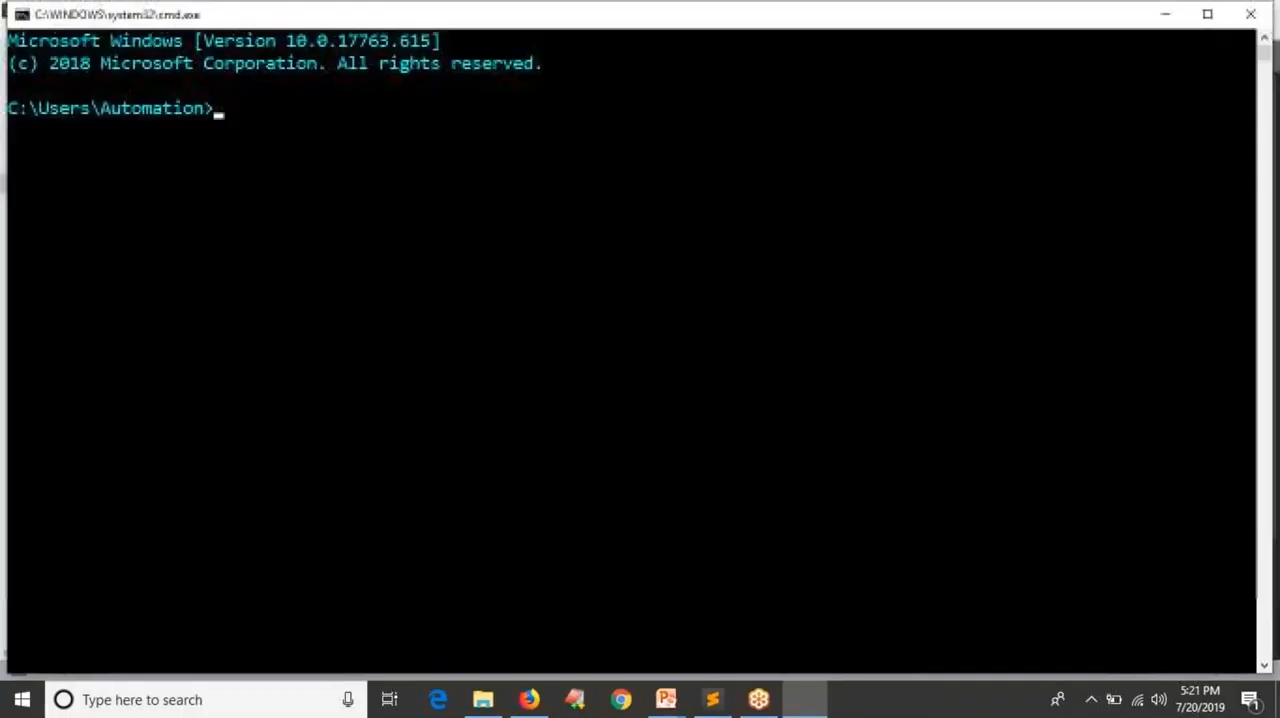 C:\WINDOWS\system32\cmd.exe
Microsoft Windows [Version 10.0.17763.615]
(c) 2018 Microsoft Corporation. All rights reserved.
C:\Users\Automation>
Type here to search
5:21 PM
7/20/2019
1